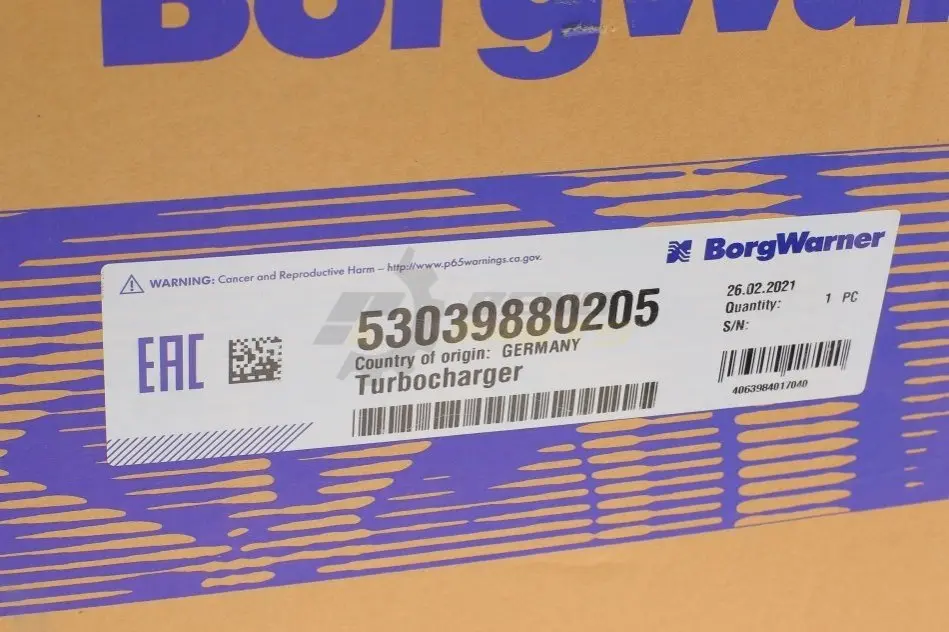 BorgWarner
WARNING: Cancer and Reproductive Harm – http://www.p65warnings.ca.gov.
BorgWarner
EAC
53039880205
Country of origin: GERMANY
Turbocharger
26.02.2021
Quantity: 1 PC
S/N:
4063984017040